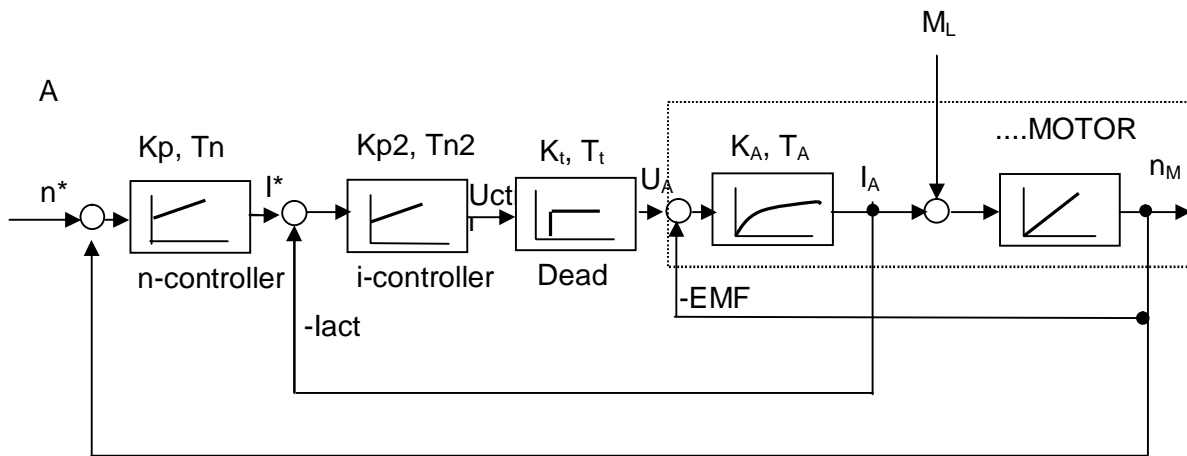 M_L
A
....MOTOR
Kp, Tn
Kp2, Tn2
K_t, T_t
K_A, T_A
n*
I*
Uct
U_A
I_A
n_M
n-controller
i-controller
Dead
-EMF
-Iact